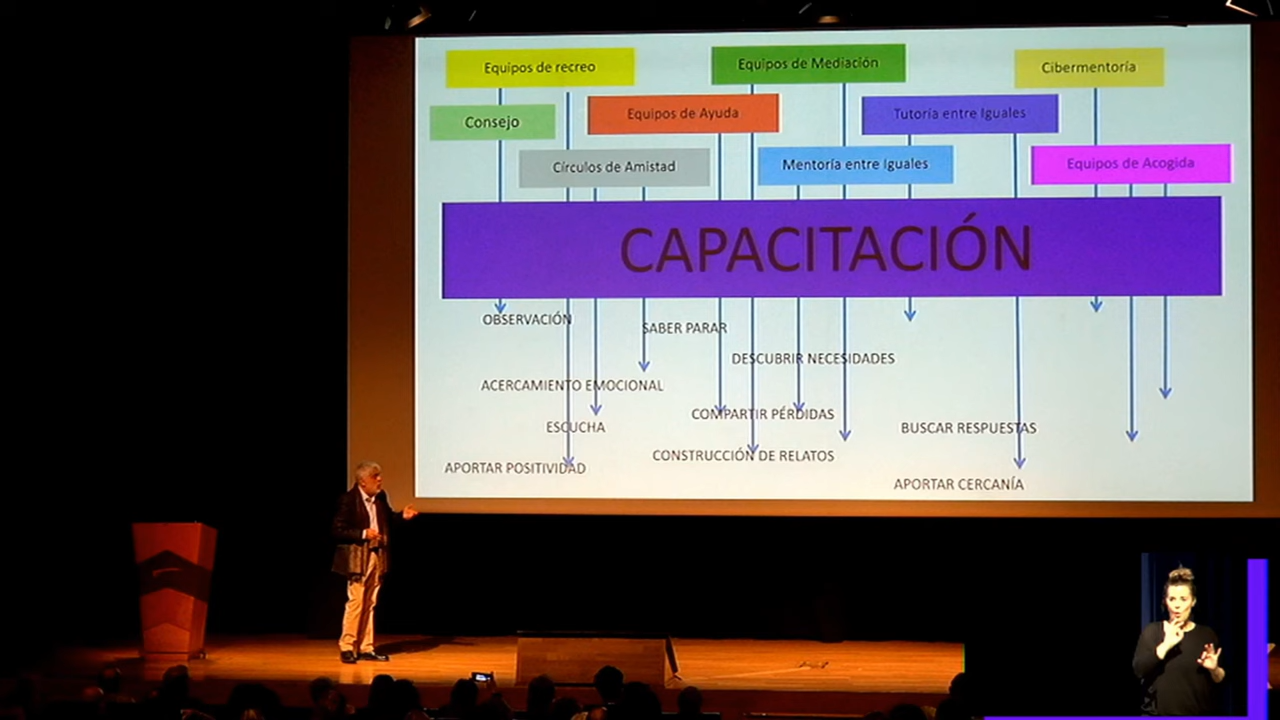 Equipos de recreo
Equipos de Mediación
Cibermentoría
Consejo
Equipos de Ayuda
Tutoría entre Iguales
Círculos de Amistad
Mentoría entre Iguales
Equipos de Acogida
CAPACITACIÓN
OBSERVACIÓN
SABER PARAR
DESCUBRIR NECESIDADES
ACERCAMIENTO EMOCIONAL
COMPARTIR PÉRDIDAS
ESCUCHA
BUSCAR RESPUESTAS
CONSTRUCCIÓN DE RELATOS
APORTAR POSITIVIDAD
APORTAR CERCANÍA